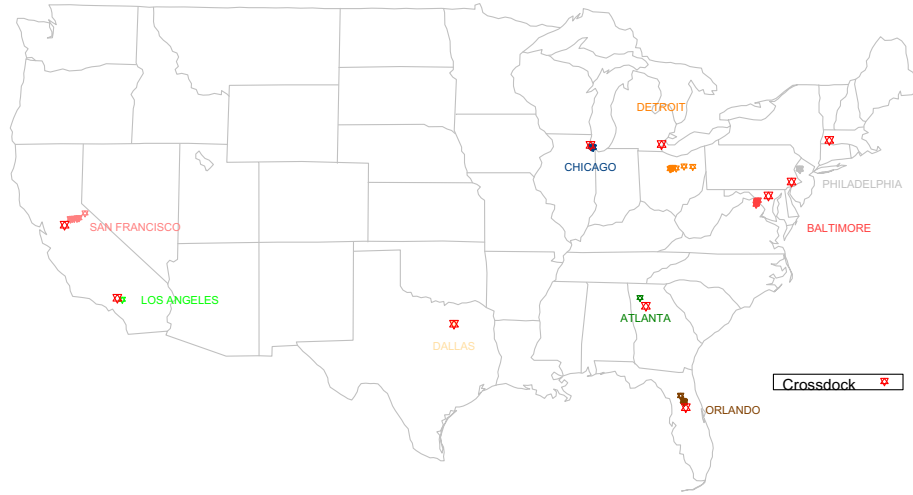 DETROIT
CHICAGO
PHILADELPHIA
SAN FRANCISCO
BALTIMORE
LOS ANGELES
ATLANTA
DALLAS
Crossdock
ORLANDO